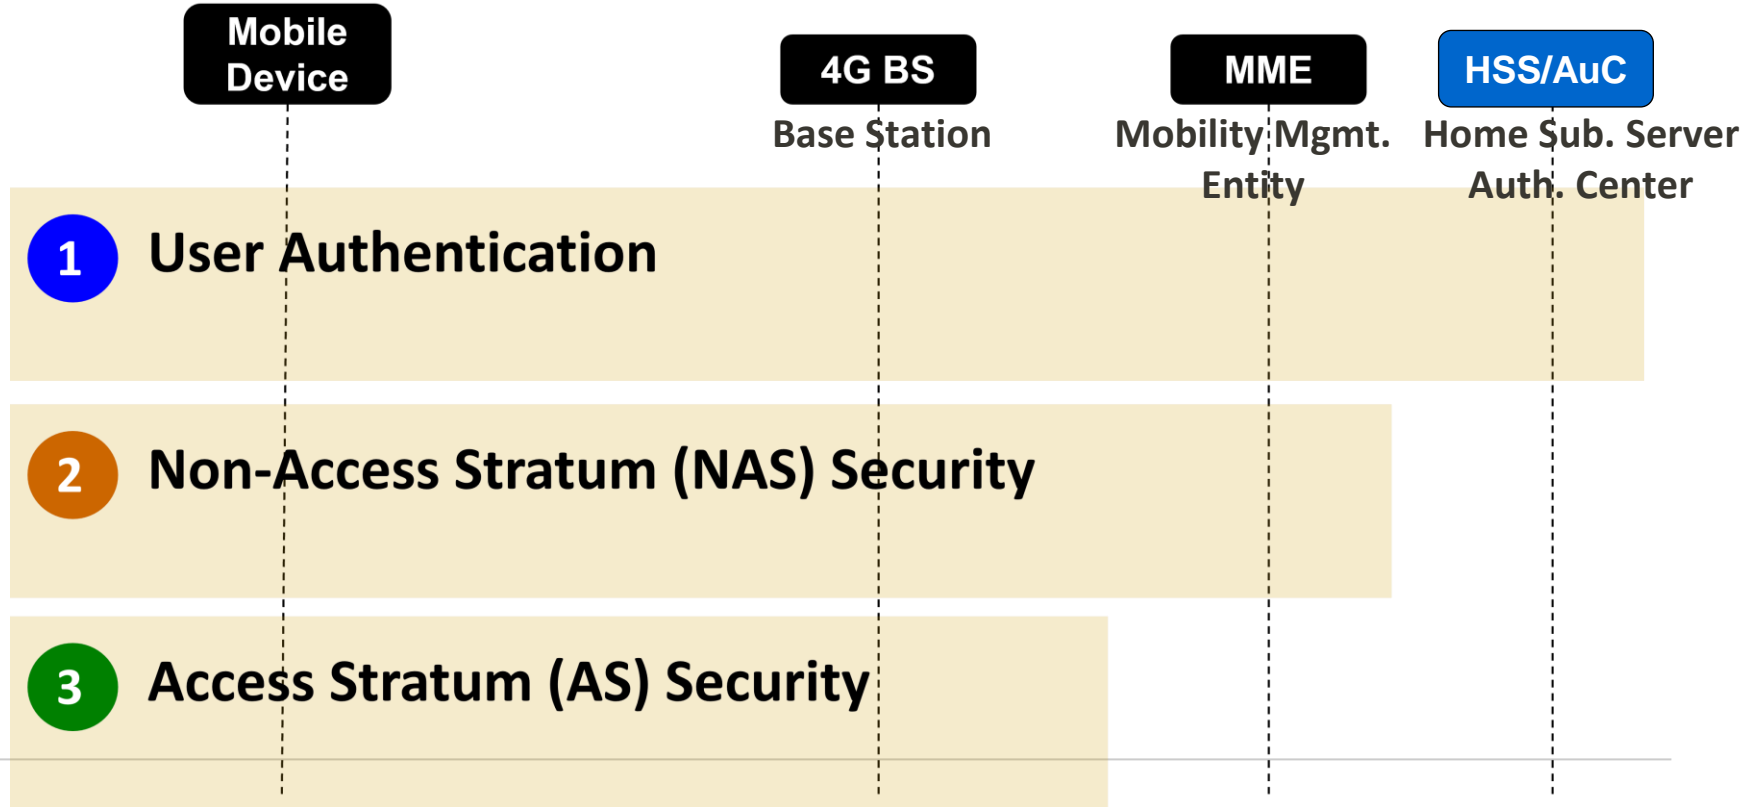 Mobile
Device
4G BS
MME
HSS/AuC
Base Station
Mobility Mgmt.
Entity
Home Sub. Server
Auth. Center
1
User Authentication
2
Non-Access Stratum (NAS) Security
3
Access Stratum (AS) Security